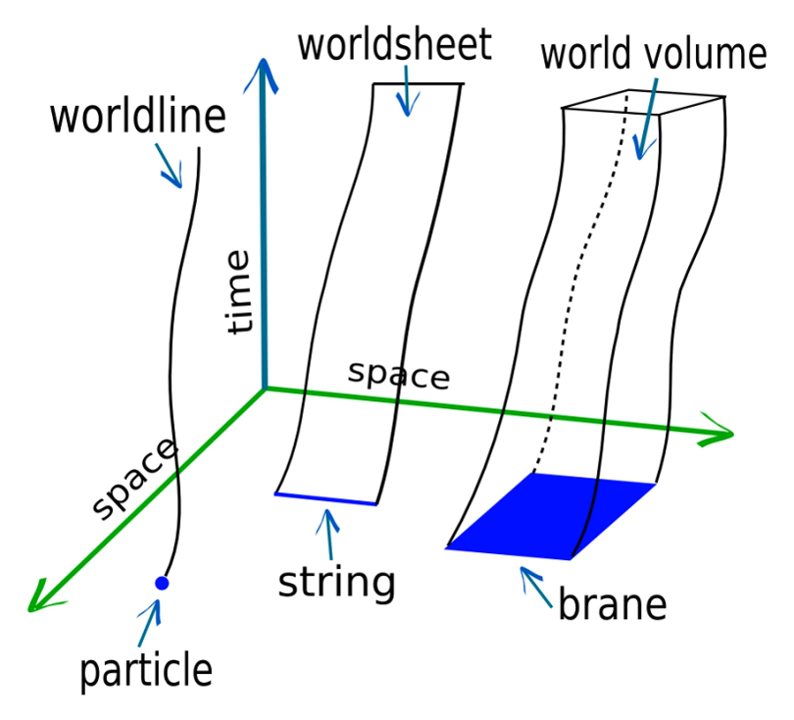 worldsheet
world volume
worldline
time
space
space
string
brane
particle